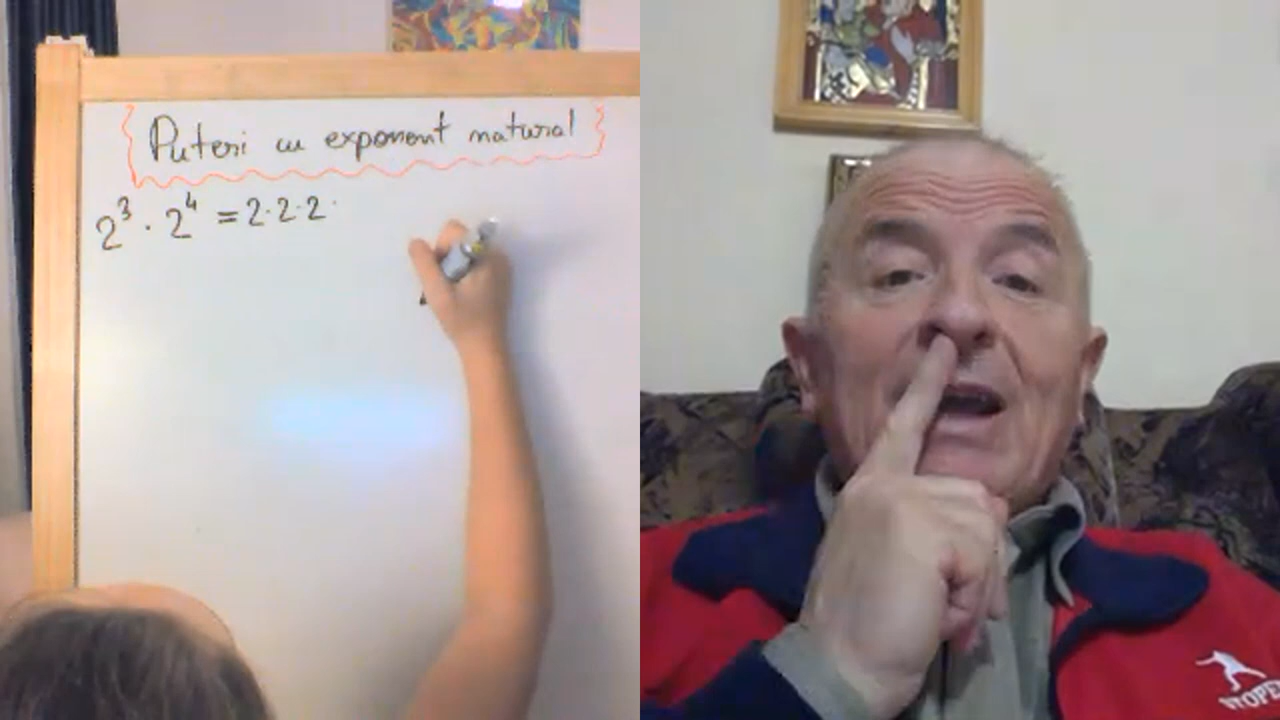 Puteri cu exponent natural
2³ · 2⁴ = 2·2·2·